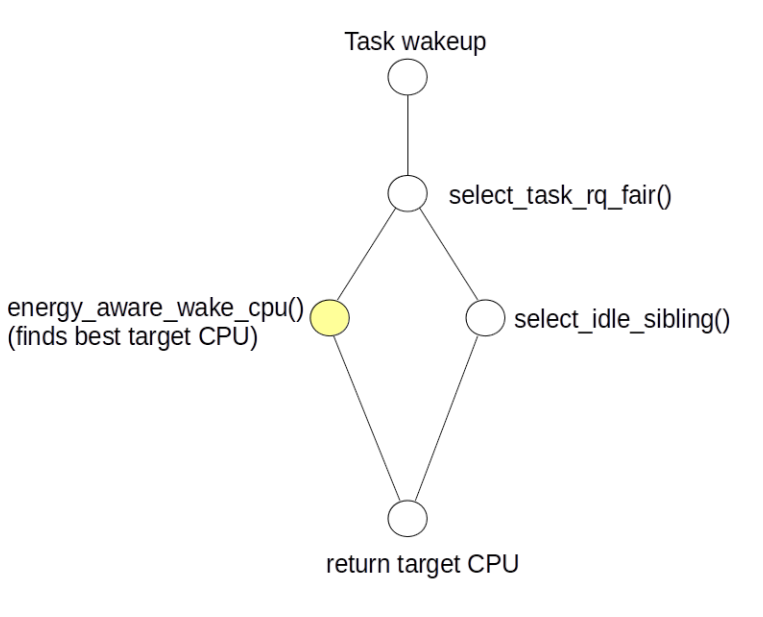 Task wakeup
select_task_rq_fair()
energy_aware_wake_cpu()
(finds best target CPU)
select_idle_sibling()
return target CPU